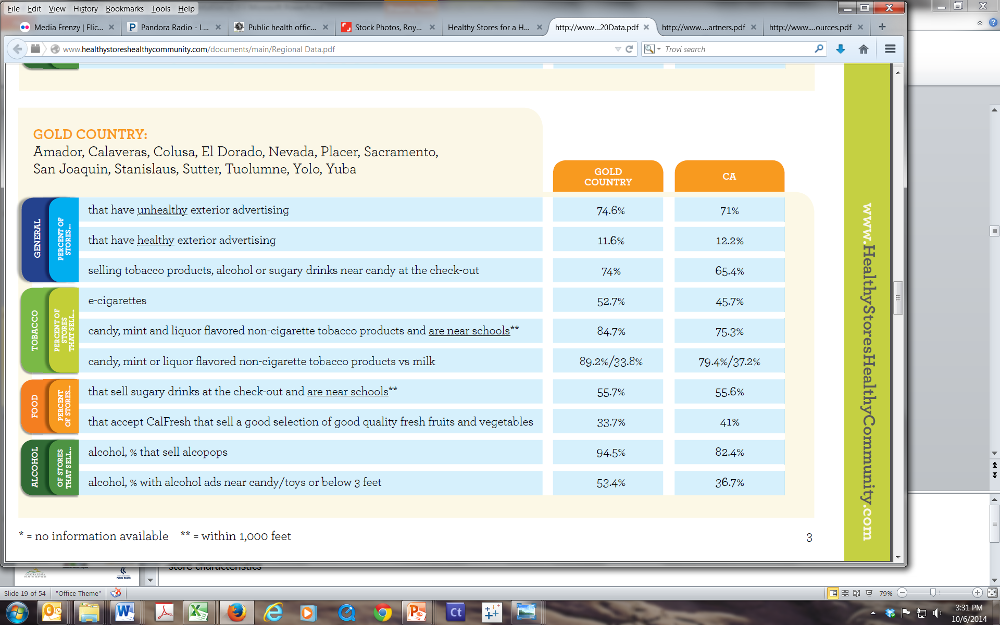 File Edit View History Bookmarks Tools Help
Media Frenzy | Flic... Pandora Radio - L... Public health offic... Stock Photos, Roy... Healthy Stores for a H... http://www...20Data.pdf http://www....artners.pdf http://www....ources.pdf
www.healthystoreshealthycommunity.com/documents/main/Regional Data.pdf Trovi search
GOLD COUNTRY:
Amador, Calaveras, Colusa, El Dorado, Nevada, Placer, Sacramento,
San Joaquin, Stanislaus, Sutter, Tuolumne, Yolo, Yuba
GOLD
COUNTRY
CA
GENERAL
PERCENT OF
STORES...
that have unhealthy exterior advertising 74.6% 71%
that have healthy exterior advertising 11.6% 12.2%
selling tobacco products, alcohol or sugary drinks near candy at the check-out 74% 65.4%
TOBACCO
PERCENT OF
STORES
THAT SELL...
e-cigarettes 52.7% 45.7%
candy, mint and liquor flavored non-cigarette tobacco products and are near schools** 84.7% 75.3%
candy, mint or liquor flavored non-cigarette tobacco products vs milk 89.2%/33.8% 79.4%/37.2%
FOOD
PERCENT
OF STORES...
that sell sugary drinks at the check-out and are near schools** 55.7% 55.6%
that accept CalFresh that sell a good selection of good quality fresh fruits and vegetables 33.7% 41%
ALCOHOL
OF STORES
THAT SELL...
alcohol, % that sell alcopops 94.5% 82.4%
alcohol, % with alcohol ads near candy/toys or below 3 feet 53.4% 36.7%
* = no information available ** = within 1,000 feet
3
www.HealthyStoresHealthyCommunity.com
store characteristics
CONTRA COSTA
HEALTH SERVICES
Public Health
Slide 19 of 54 "Office Theme" 79%
Ct
3:31 PM
10/6/2014